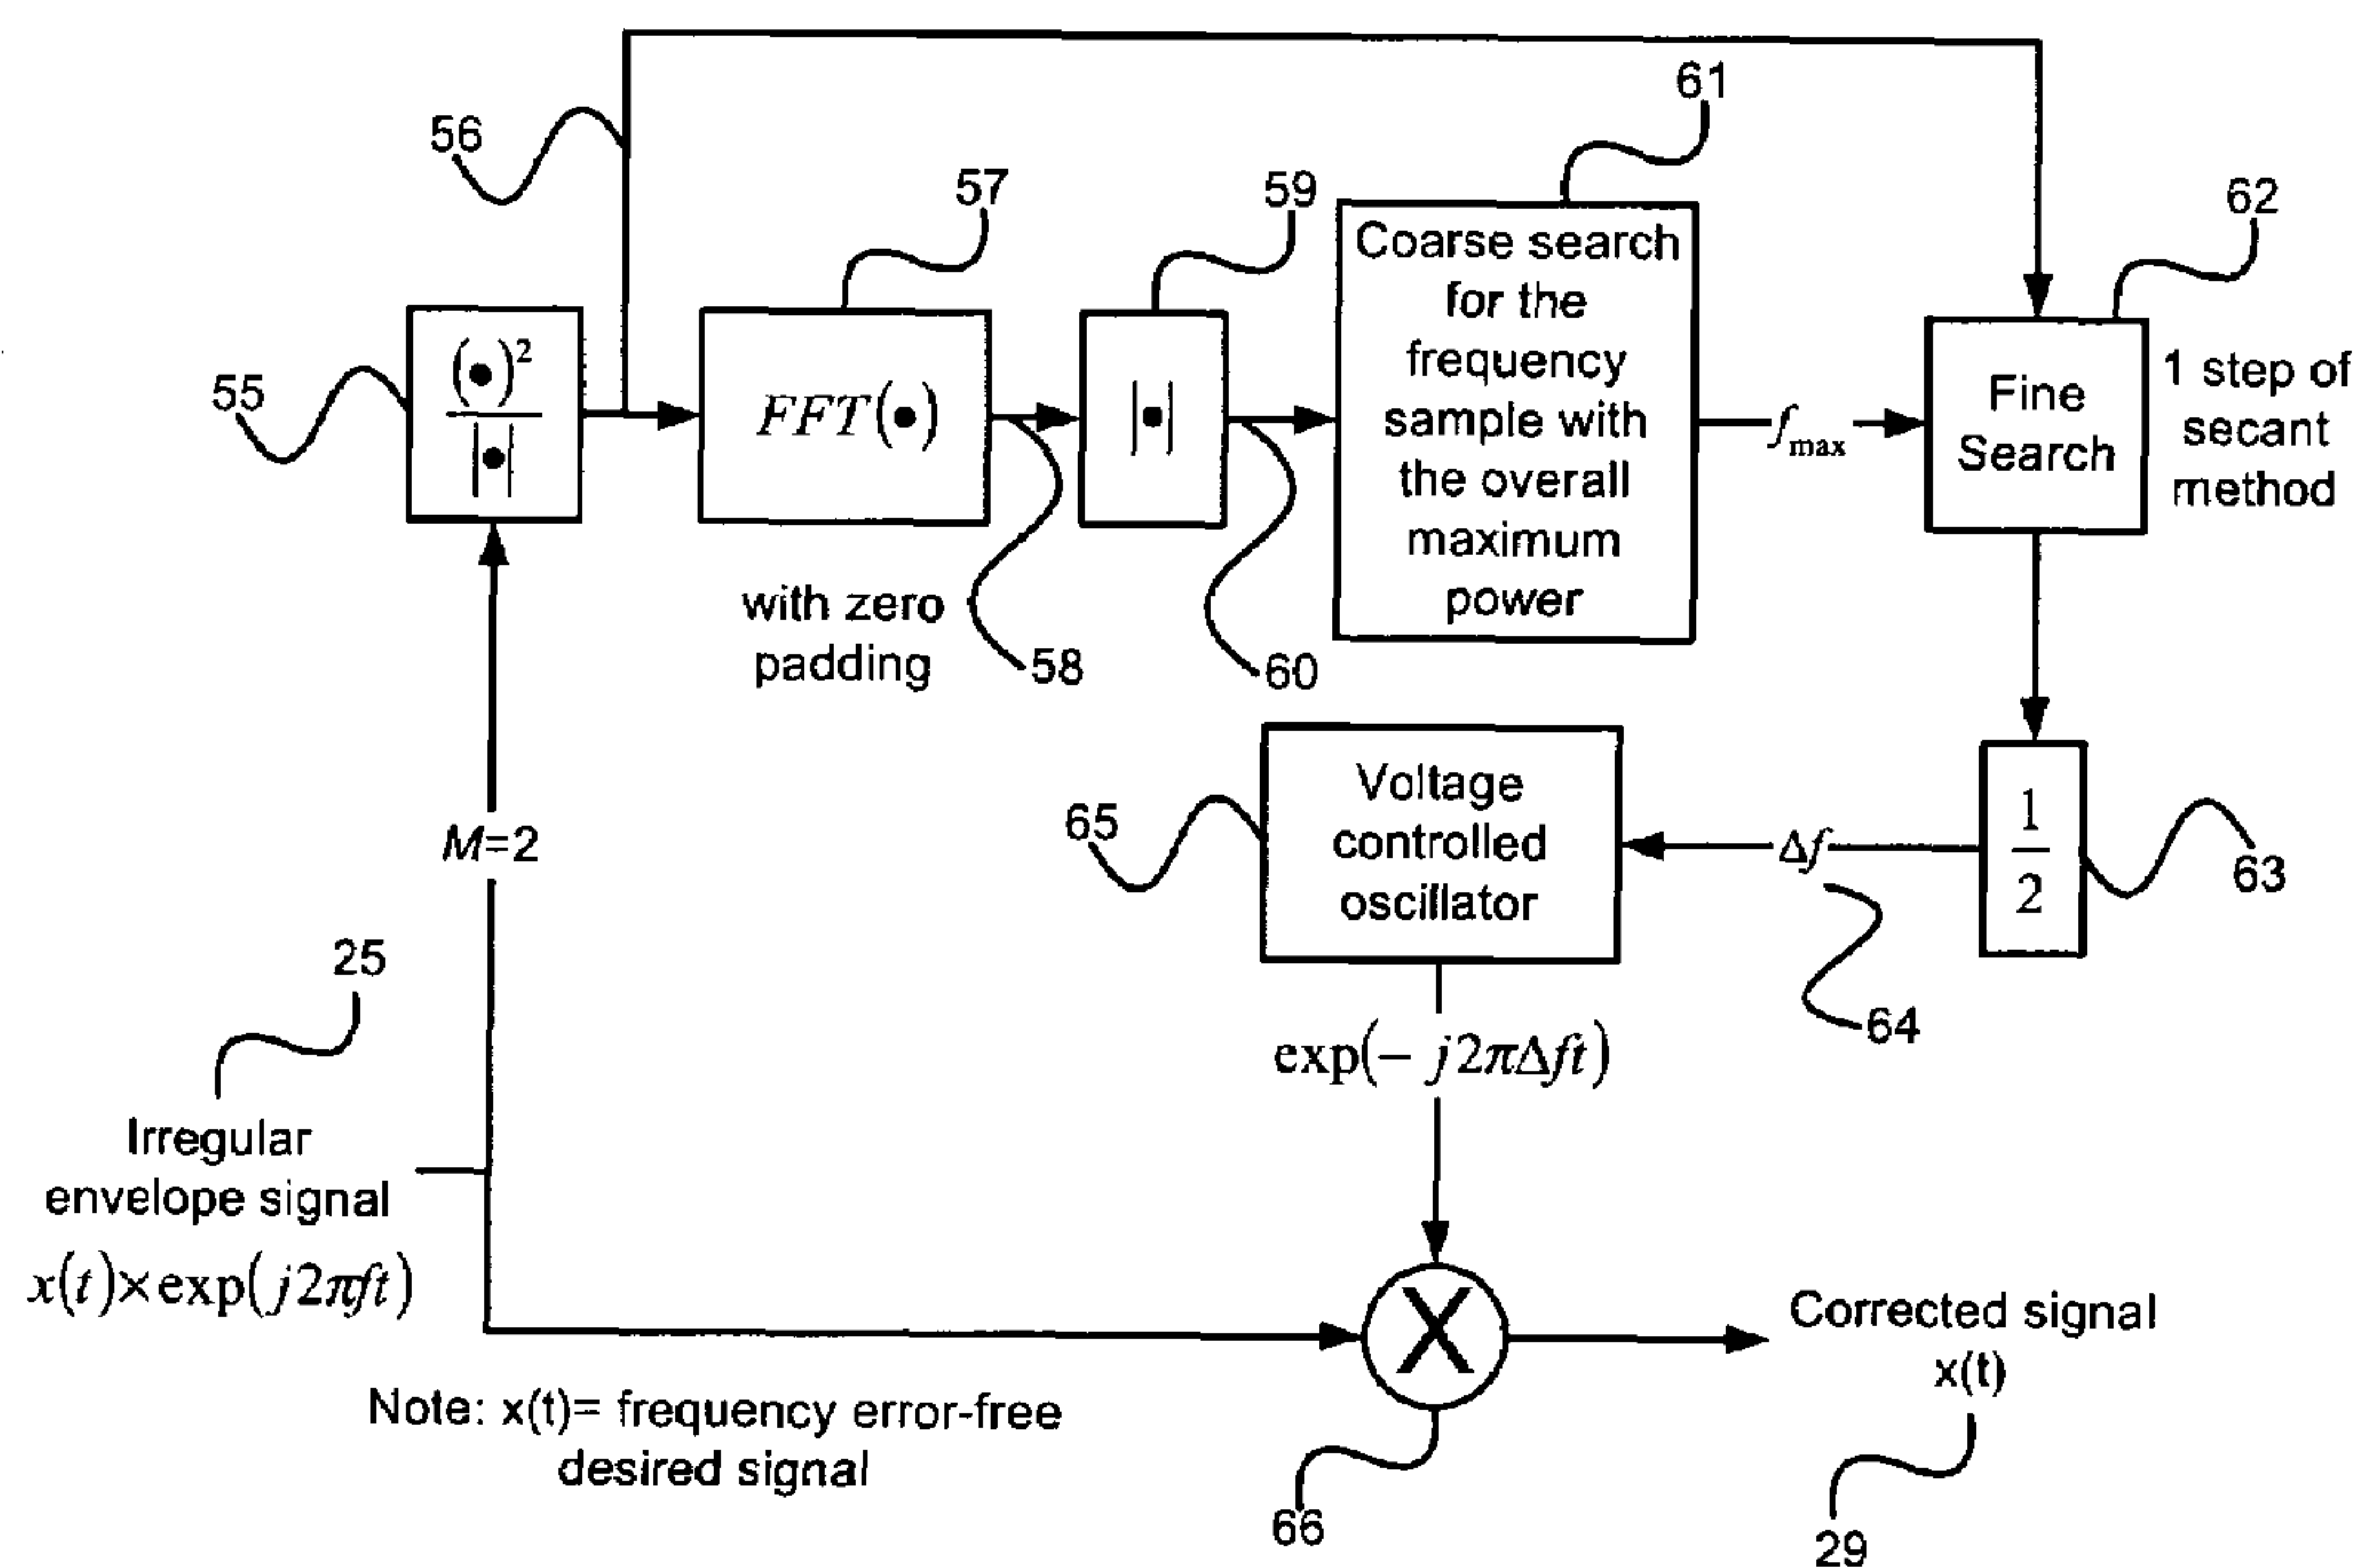 61
56
57
59
62
55
(•)²
|•|
FFT(•)
with zero
padding
58
|•|
60
Coarse search
for the
frequency
sample with
the overall
maximum
power
f max
Fine
Search
1 step of
secant
method
M=2
65
Voltage
controlled
oscillator
Δf
64
1
2
63
exp(− j2πΔft)
25
Irregular
envelope signal
x(t)×exp(j2πft)
66
Corrected signal
x(t)
29
Note: x(t)= frequency error-free
desired signal